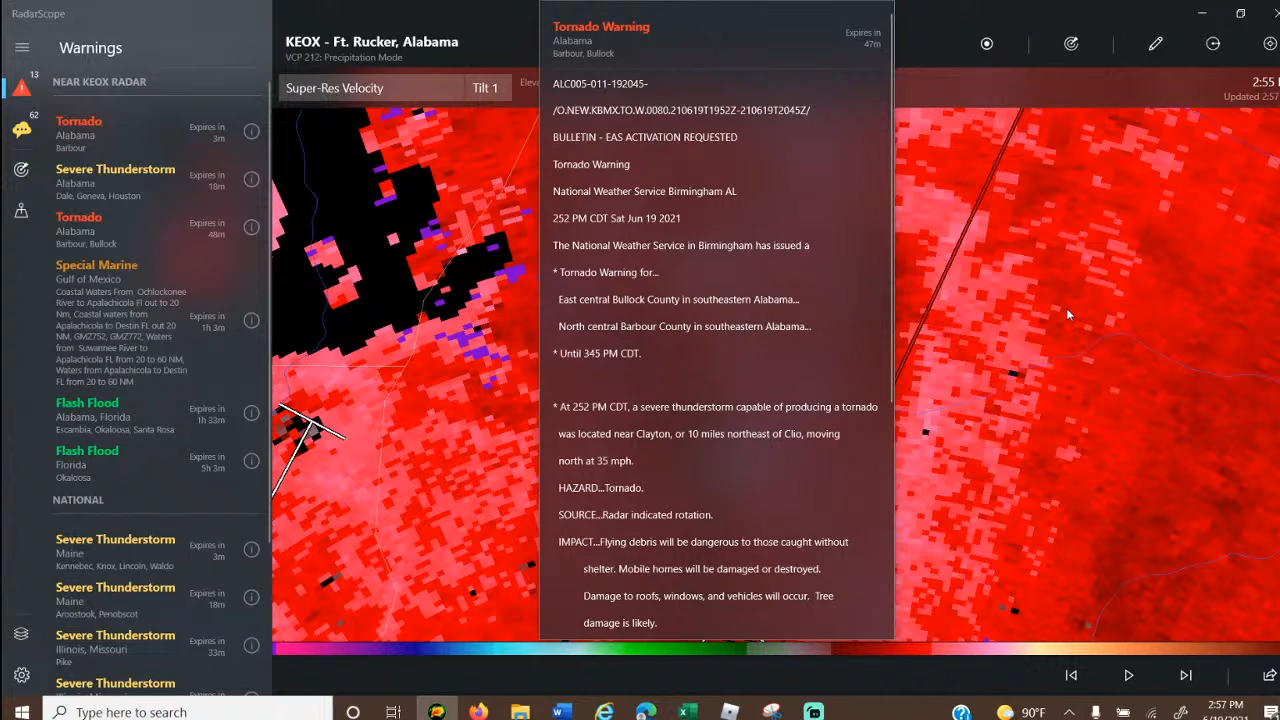 RadarScope
Warnings
13
62
NEAR KEOX RADAR
Tornado
Alabama
Barbour
Expires in
3m
Severe Thunderstorm
Alabama
Dale, Geneva, Houston
Expires in
18m
Tornado
Alabama
Barbour, Bullock
Expires in
48m
Special Marine
Gulf of Mexico
Coastal Waters From Ochlockonee
River to Apalachicola Fl out to 20
Nm, Coastal waters from
Apalachicola to Destin FL out 20
NM, GMZ752, GMZ772, Waters
from Suwannee River to
Apalachicola FL from 20 to 60 NM,
Waters from Apalachicola to Destin
FL from 20 to 60 NM
Expires in
1h 3m
Flash Flood
Alabama, Florida
Escambia, Okaloosa, Santa Rosa
Expires in
1h 33m
Flash Flood
Florida
Okaloosa
Expires in
5h 3m
NATIONAL
Severe Thunderstorm
Maine
Kennebec, Knox, Lincoln, Waldo
Expires in
3m
Severe Thunderstorm
Maine
Aroostook, Penobscot
Expires in
18m
Severe Thunderstorm
Illinois, Missouri
Pike
Expires in
33m
Severe Thunderstorm
Expires in
KEOX - Ft. Rucker, Alabama
VCP 212: Precipitation Mode
Super-Res Velocity
Tilt 1
Eleva
2:55 P
Updated 2:57
Tornado Warning
Alabama
Barbour, Bullock
Expires in
47m
ALC005-011-192045-
/O.NEW.KBMX.TO.W.0080.210619T1952Z-210619T2045Z/
BULLETIN - EAS ACTIVATION REQUESTED
Tornado Warning
National Weather Service Birmingham AL
252 PM CDT Sat Jun 19 2021
The National Weather Service in Birmingham has issued a
* Tornado Warning for...
East central Bullock County in southeastern Alabama...
North central Barbour County in southeastern Alabama...
* Until 345 PM CDT.
* At 252 PM CDT, a severe thunderstorm capable of producing a tornado
was located near Clayton, or 10 miles northeast of Clio, moving
north at 35 mph.
HAZARD...Tornado.
SOURCE...Radar indicated rotation.
IMPACT...Flying debris will be dangerous to those caught without
shelter. Mobile homes will be damaged or destroyed.
Damage to roofs, windows, and vehicles will occur. Tree
damage is likely.
Type here to search
90°F
2:57 PM